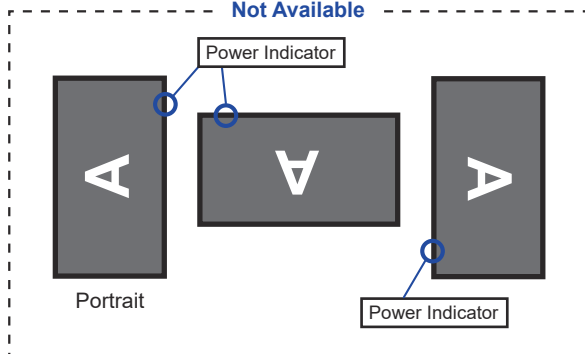 Not Available
Power Indicator
A
A
A
Portrait
Power Indicator